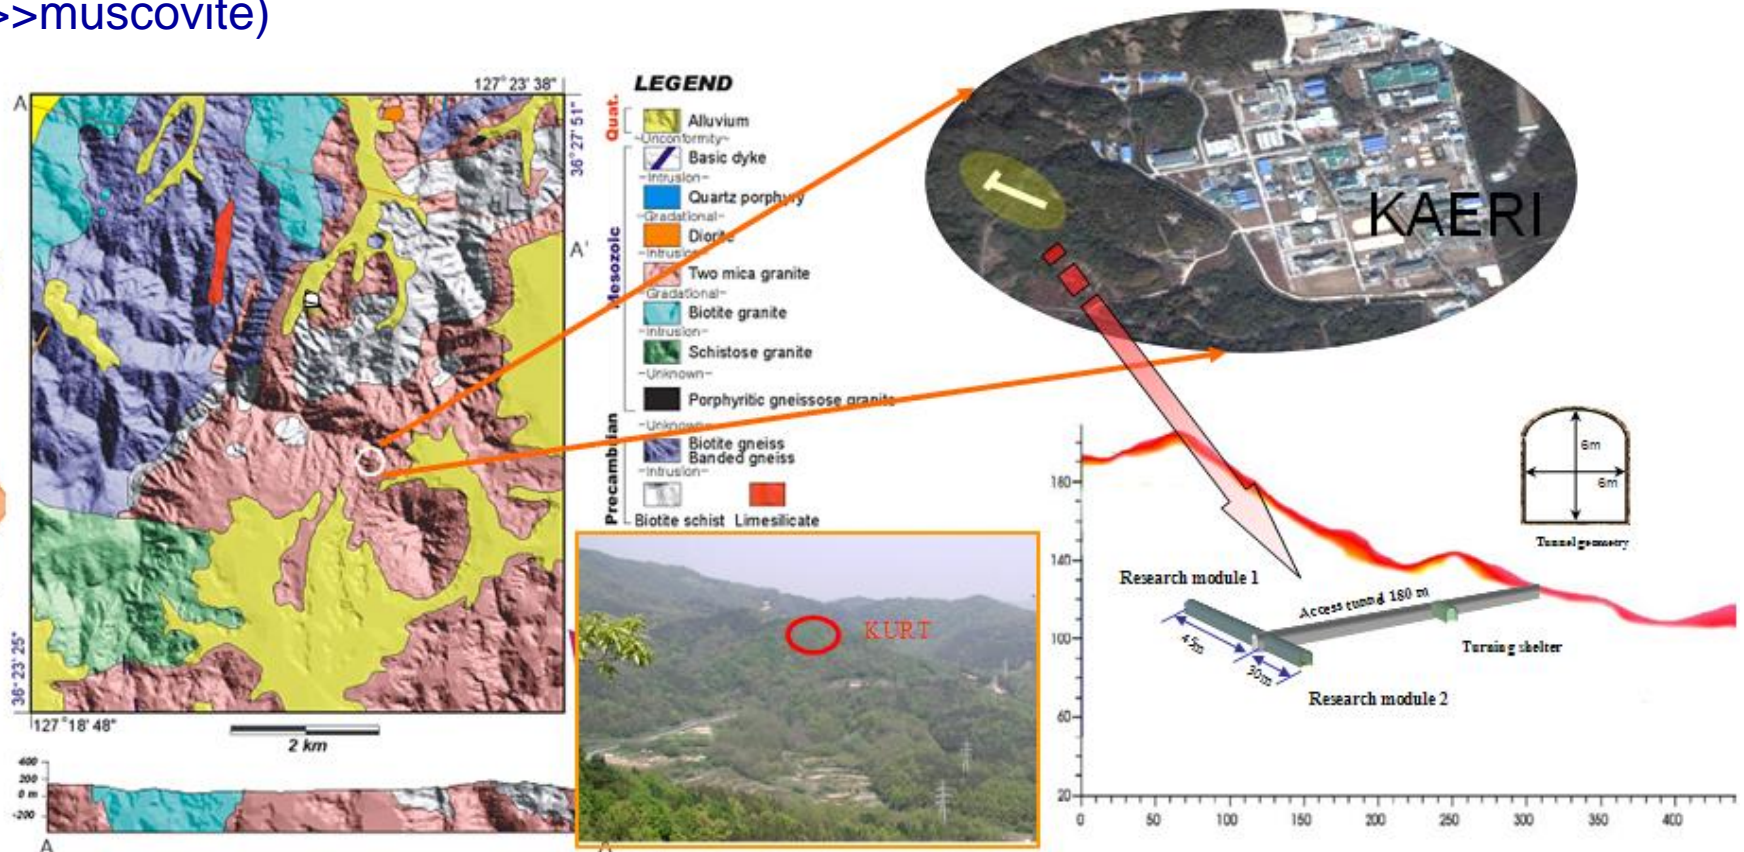 >>muscovite)
A
127° 23' 38"
36° 27' 51"
A'
36° 23' 25"
127° 18' 48"
2 km
LEGEND
Quat.
Alluvium
~Unconformity~
Mesozoic
Basic dyke
-Intrusion-
Quartz porphyry
-Gradational-
Diorite
-Intrusion-
Two mica granite
-Gradational-
Biotite granite
-Intrusion-
Schistose granite
-Unknown-
Porphyritic gneissose granite
-Unknown-
Precambrian
Biotite gneiss
Banded gneiss
-Intrusion-
Biotite schist Limesilicate
400
200
0 m
-200
A
KURT
KAERI
6m
6m
Tunnel geometry
180
140
100
60
20
0 50 100 150 200 250 300 350 400
Research module 1
Access tunnel 180 m
45m
30m
Turning shelter
Research module 2